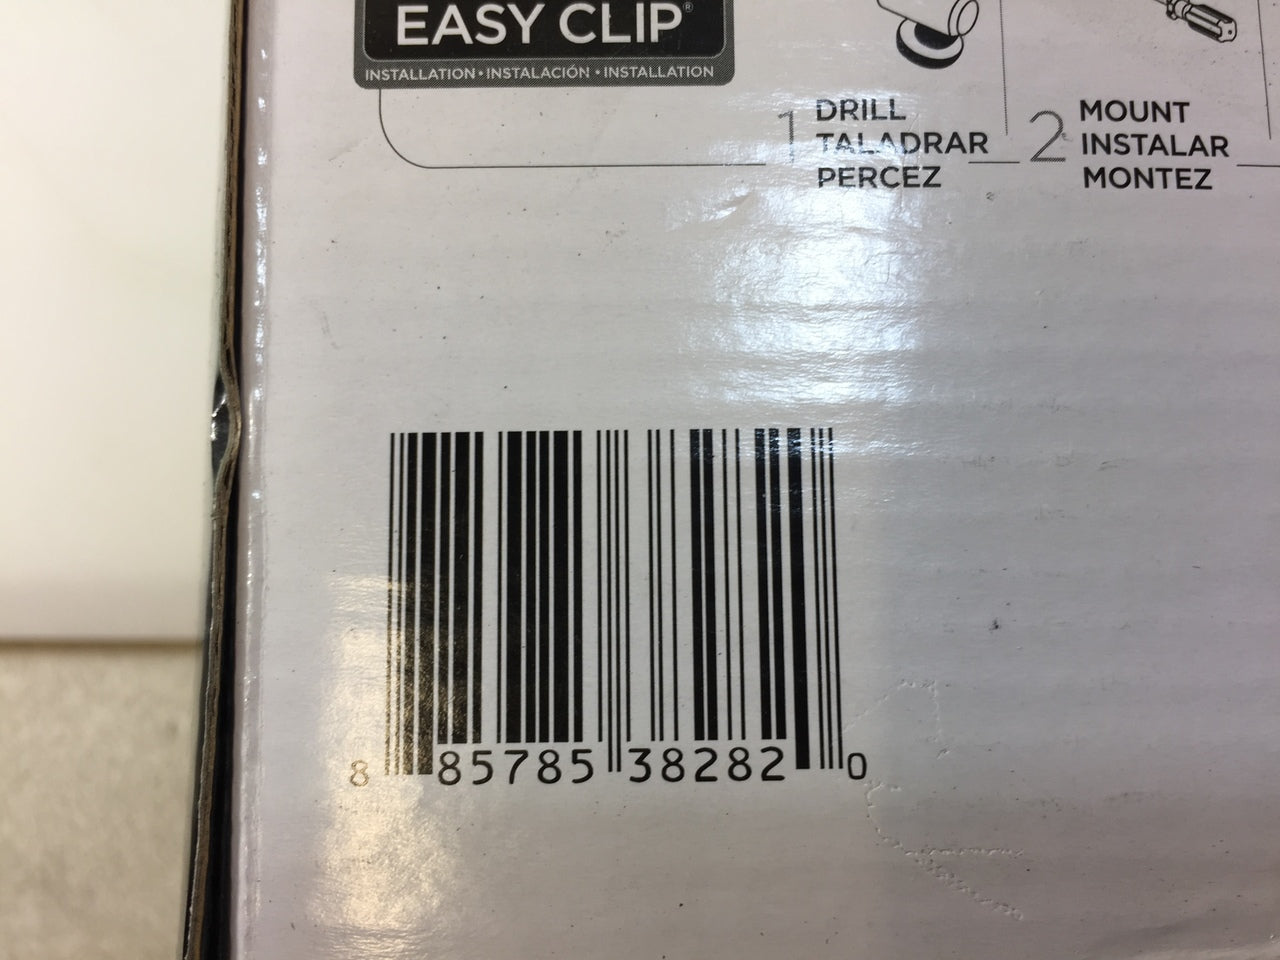 EASY CLIP®
INSTALLATION • INSTALACIÓN • INSTALLATION
1 DRILL
TALADRAR
PERCEZ
2 MOUNT
INSTALAR
MONTEZ
8 85785 38282 0